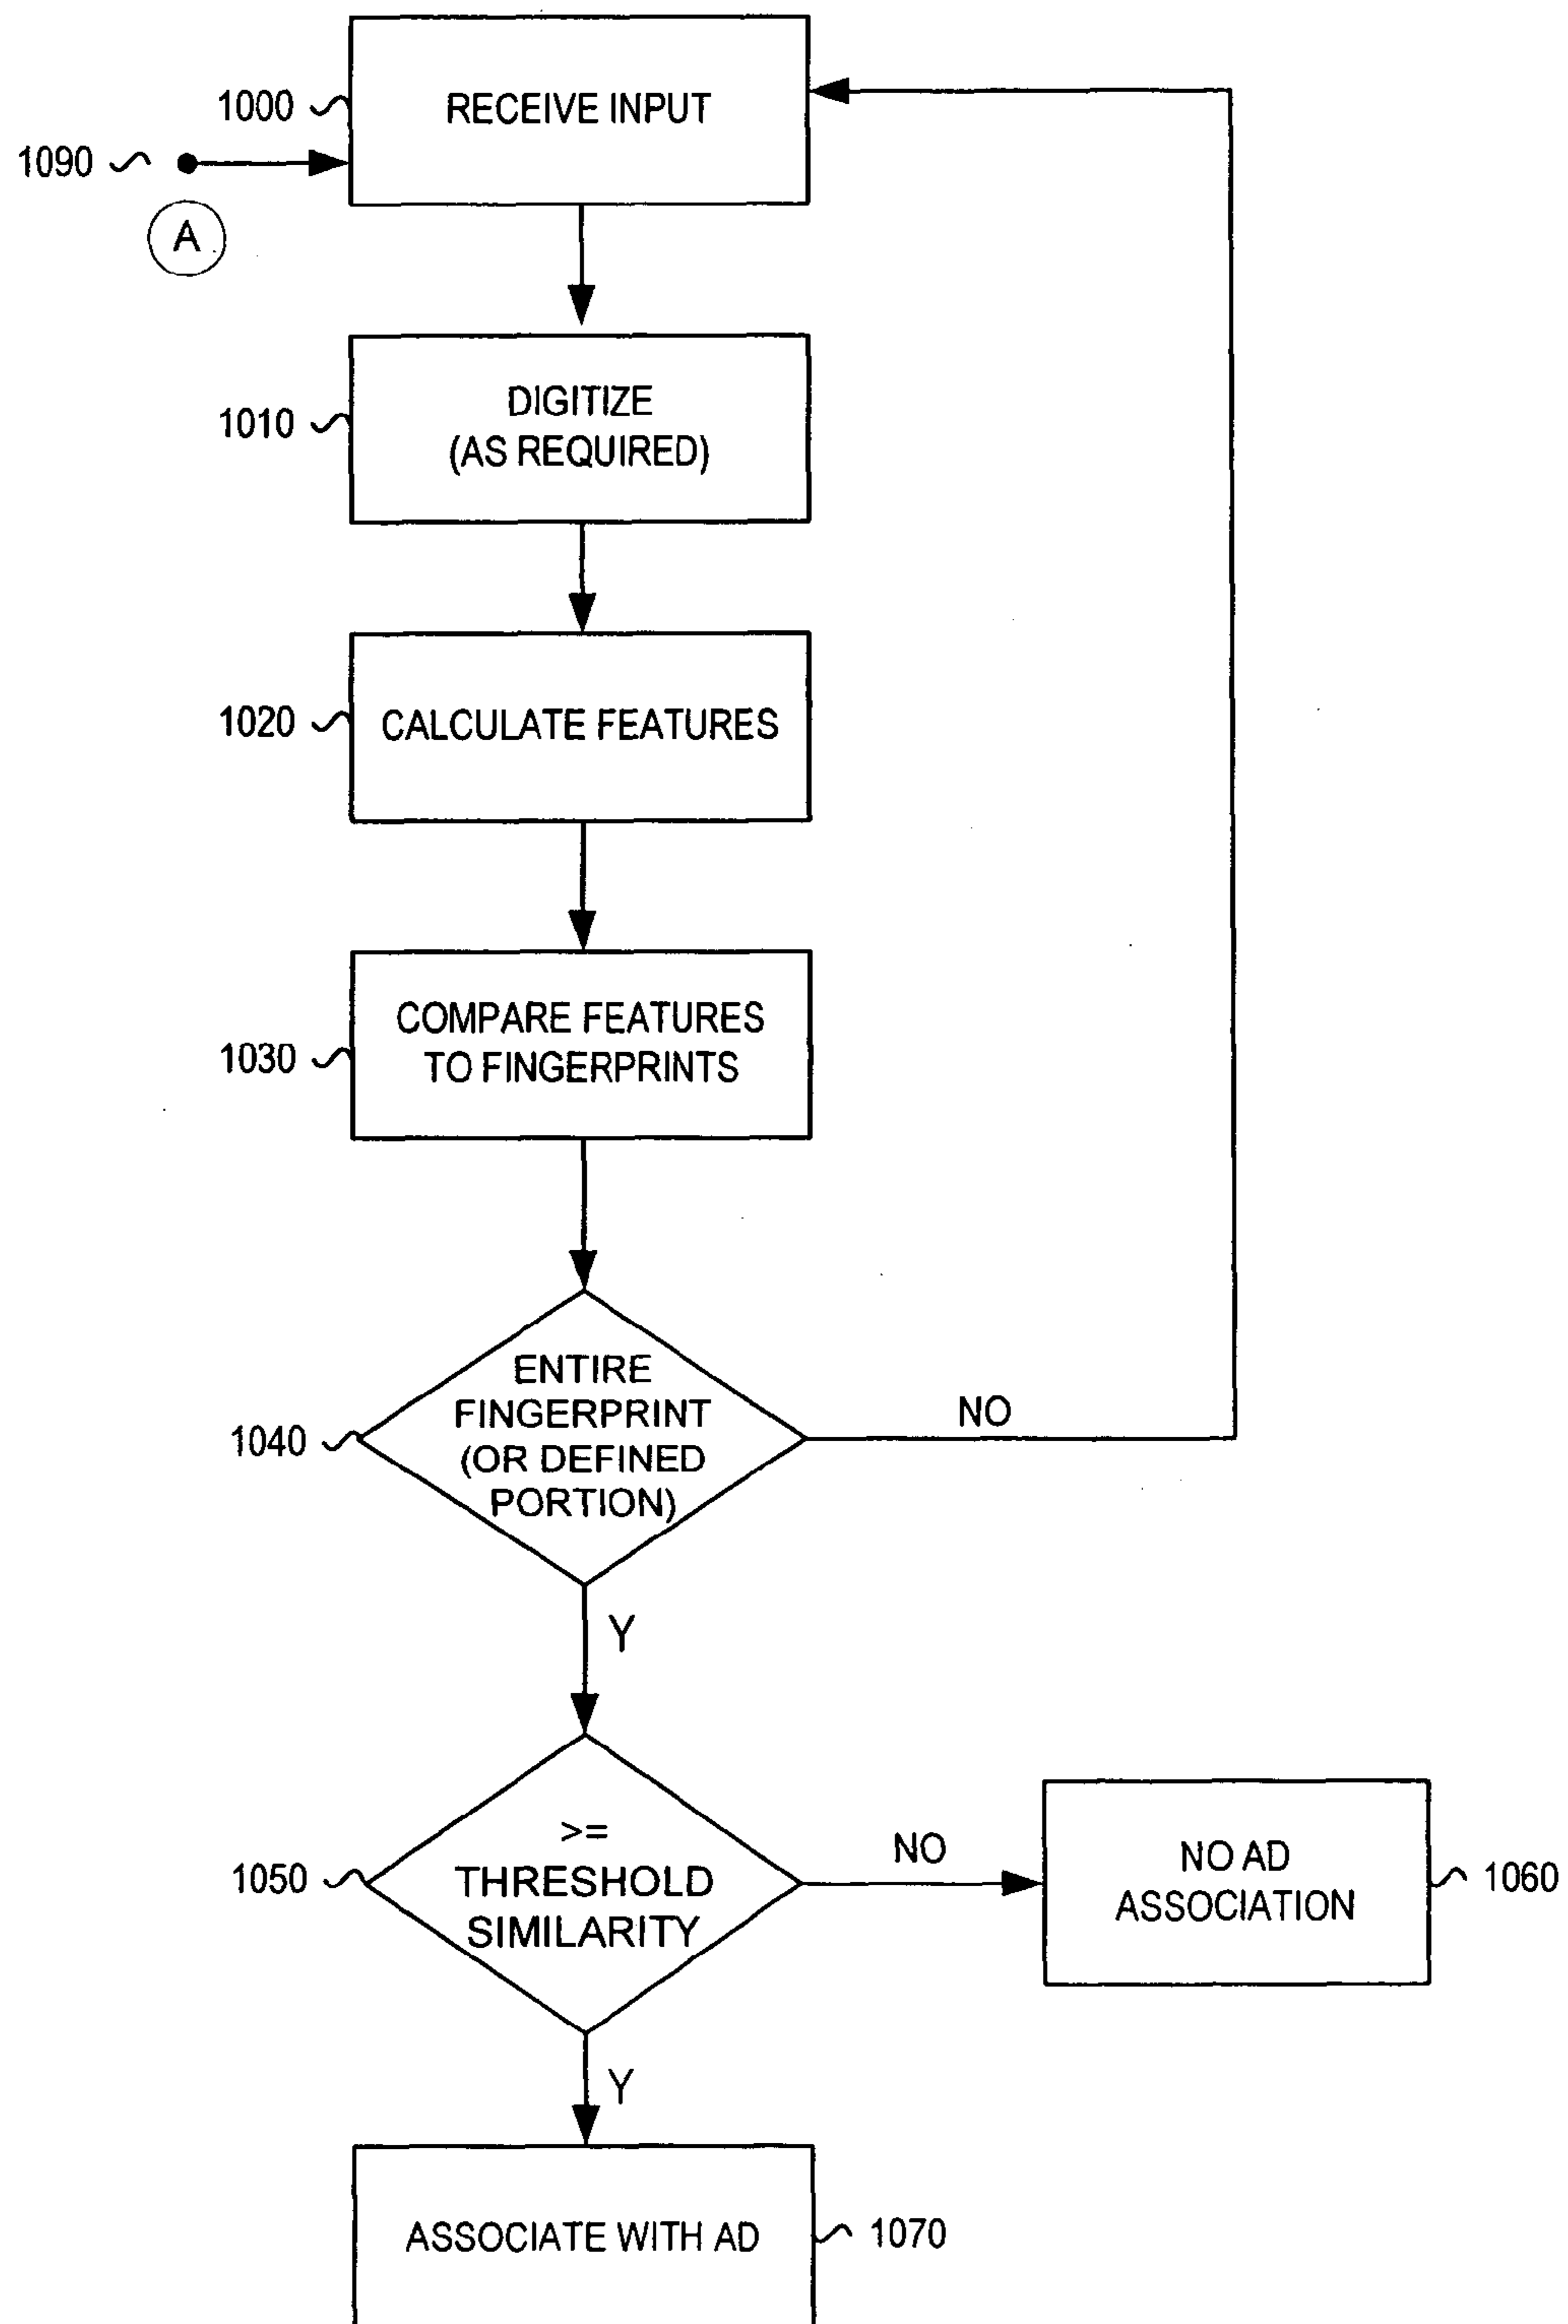 1000
RECEIVE INPUT
1090
A
1010
DIGITIZE
(AS REQUIRED)
1020
CALCULATE FEATURES
1030
COMPARE FEATURES
TO FINGERPRINTS
1040
ENTIRE
FINGERPRINT
(OR DEFINED
PORTION)
NO
Y
1050
>=
THRESHOLD
SIMILARITY
NO
NO AD
ASSOCIATION
1060
Y
ASSOCIATE WITH AD
1070